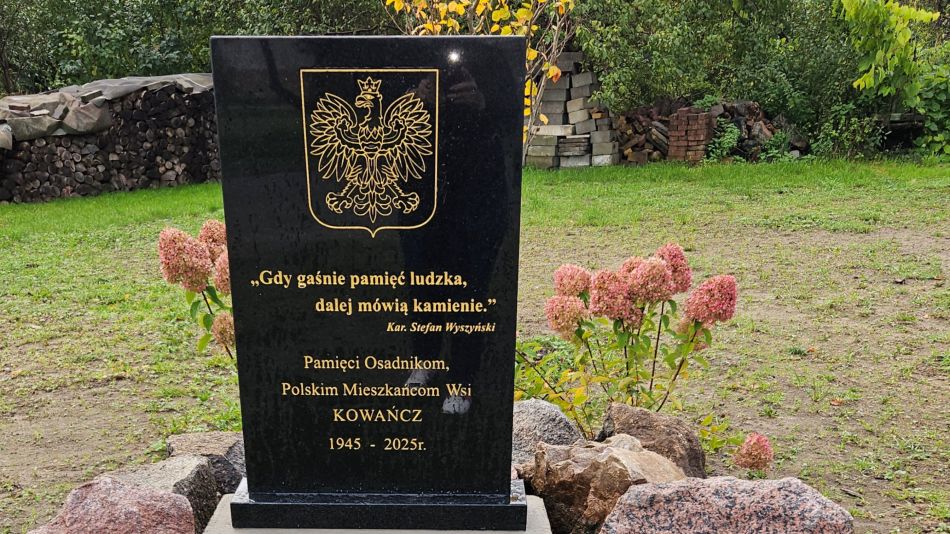 „Gdy gaśnie pamięć ludzka,
dalej mówią kamienie.”
Kar. Stefan Wyszyński
Pamięci Osadnikom,
Polskim Mieszkańcom Wsi
KOWAŃCZ
1945 - 2025r.